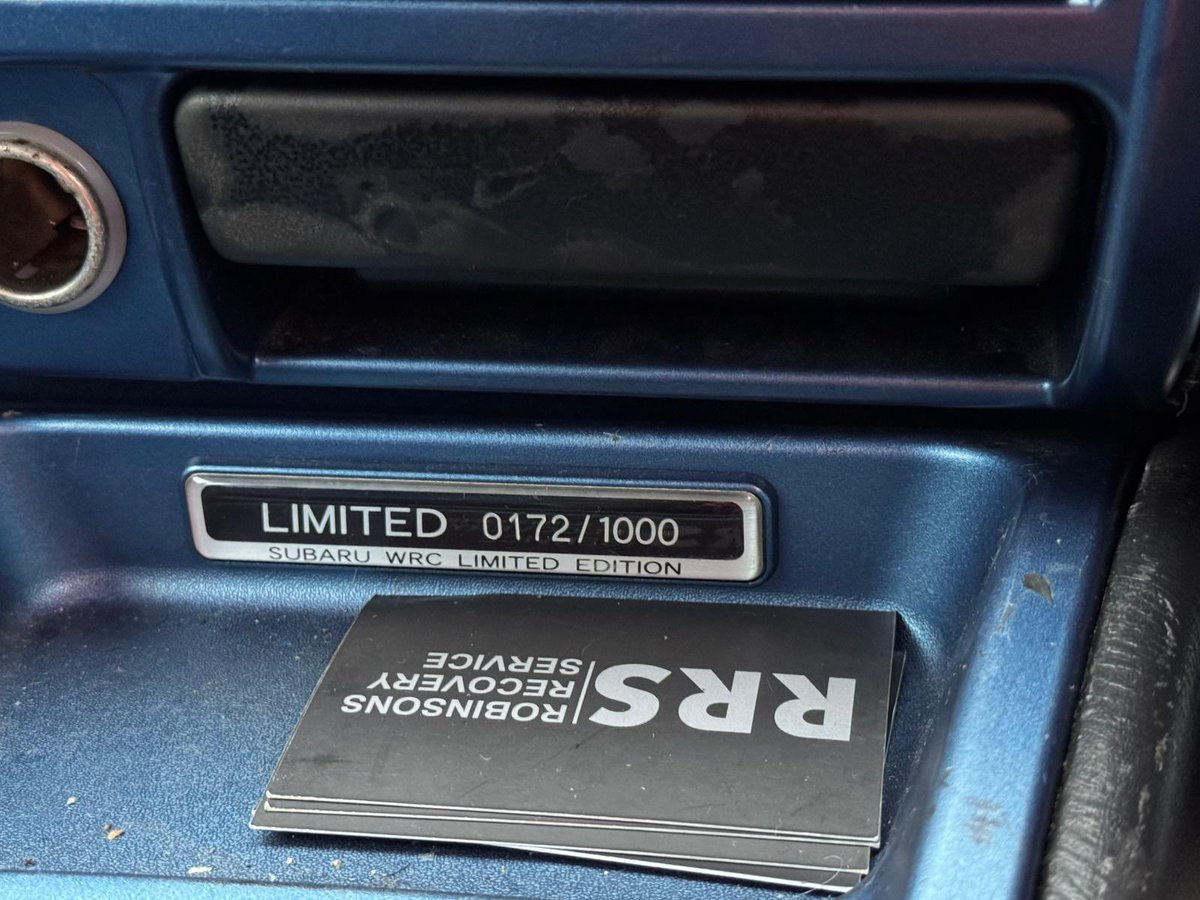 LIMITED 0172/1000
SUBARU WRC LIMITED EDITION
RRS
ROBINSONS
RECOVERY
SERVICE